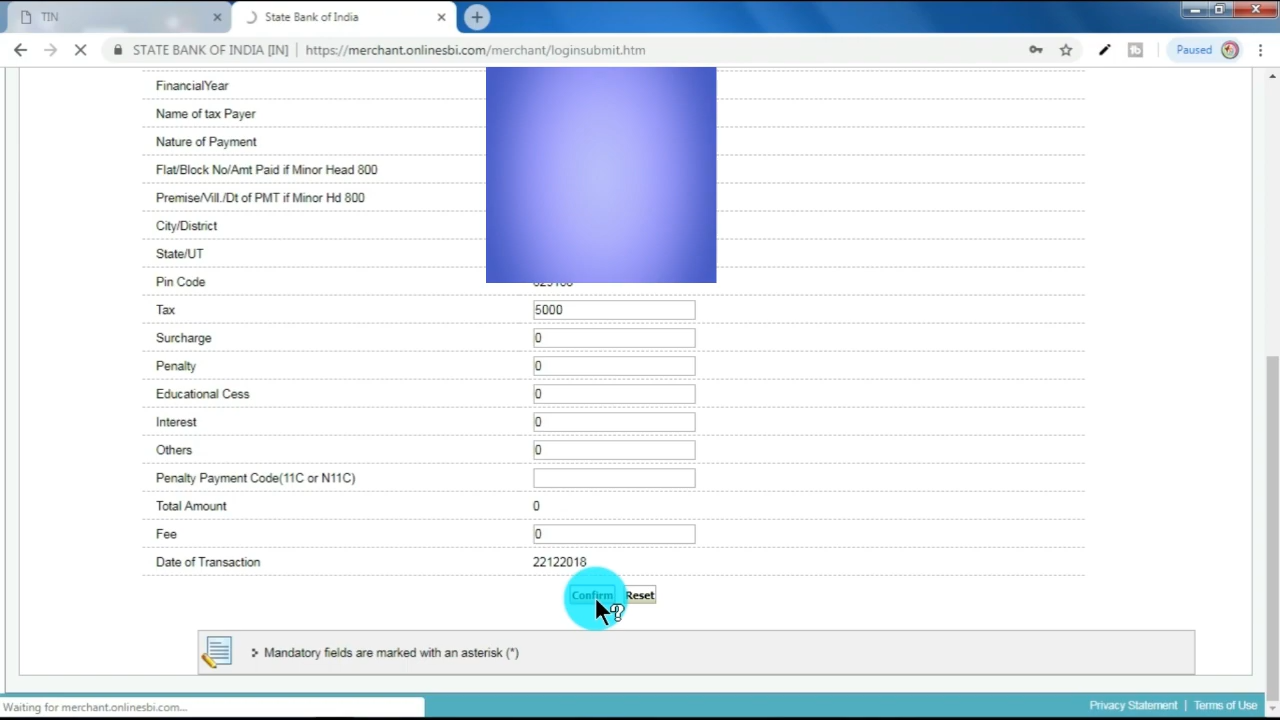 TIN
State Bank of India
STATE BANK OF INDIA [IN] | https://merchant.onlinesbi.com/merchant/loginsubmit.htm
Paused
FinancialYear
Name of tax Payer
Nature of Payment
Flat/Block No/Amt Paid if Minor Head 800
Premise/Vill./Dt of PMT if Minor Hd 800
City/District
State/UT
Pin Code
Tax 5000
Surcharge 0
Penalty 0
Educational Cess 0
Interest 0
Others 0
Penalty Payment Code(11C or N11C)
Total Amount 0
Fee 0
Date of Transaction 22122018
Confirm Reset
Mandatory fields are marked with an asterisk (*)
Waiting for merchant.onlinesbi.com...
Privacy Statement | Terms of Use